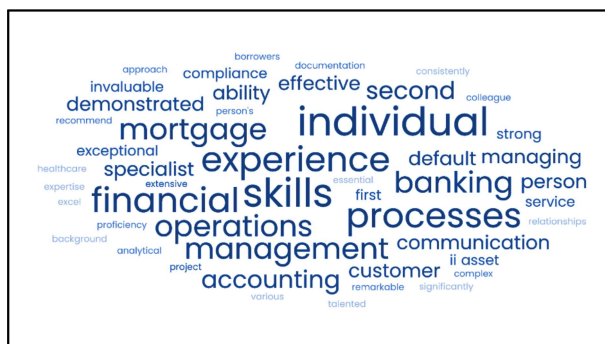 borrowers
approach documentation
compliance consistently
invaluable ability effective second
demonstrated colleague
recommend person's
mortgage individual strong
exceptional experience default managing
healthcare specialist essential banking person
expertise extensive first
excel financial skills processes service
proficiency operations relationships
background management communication
analytical ii asset
project accounting customer complex
remarkable significantly
various talented